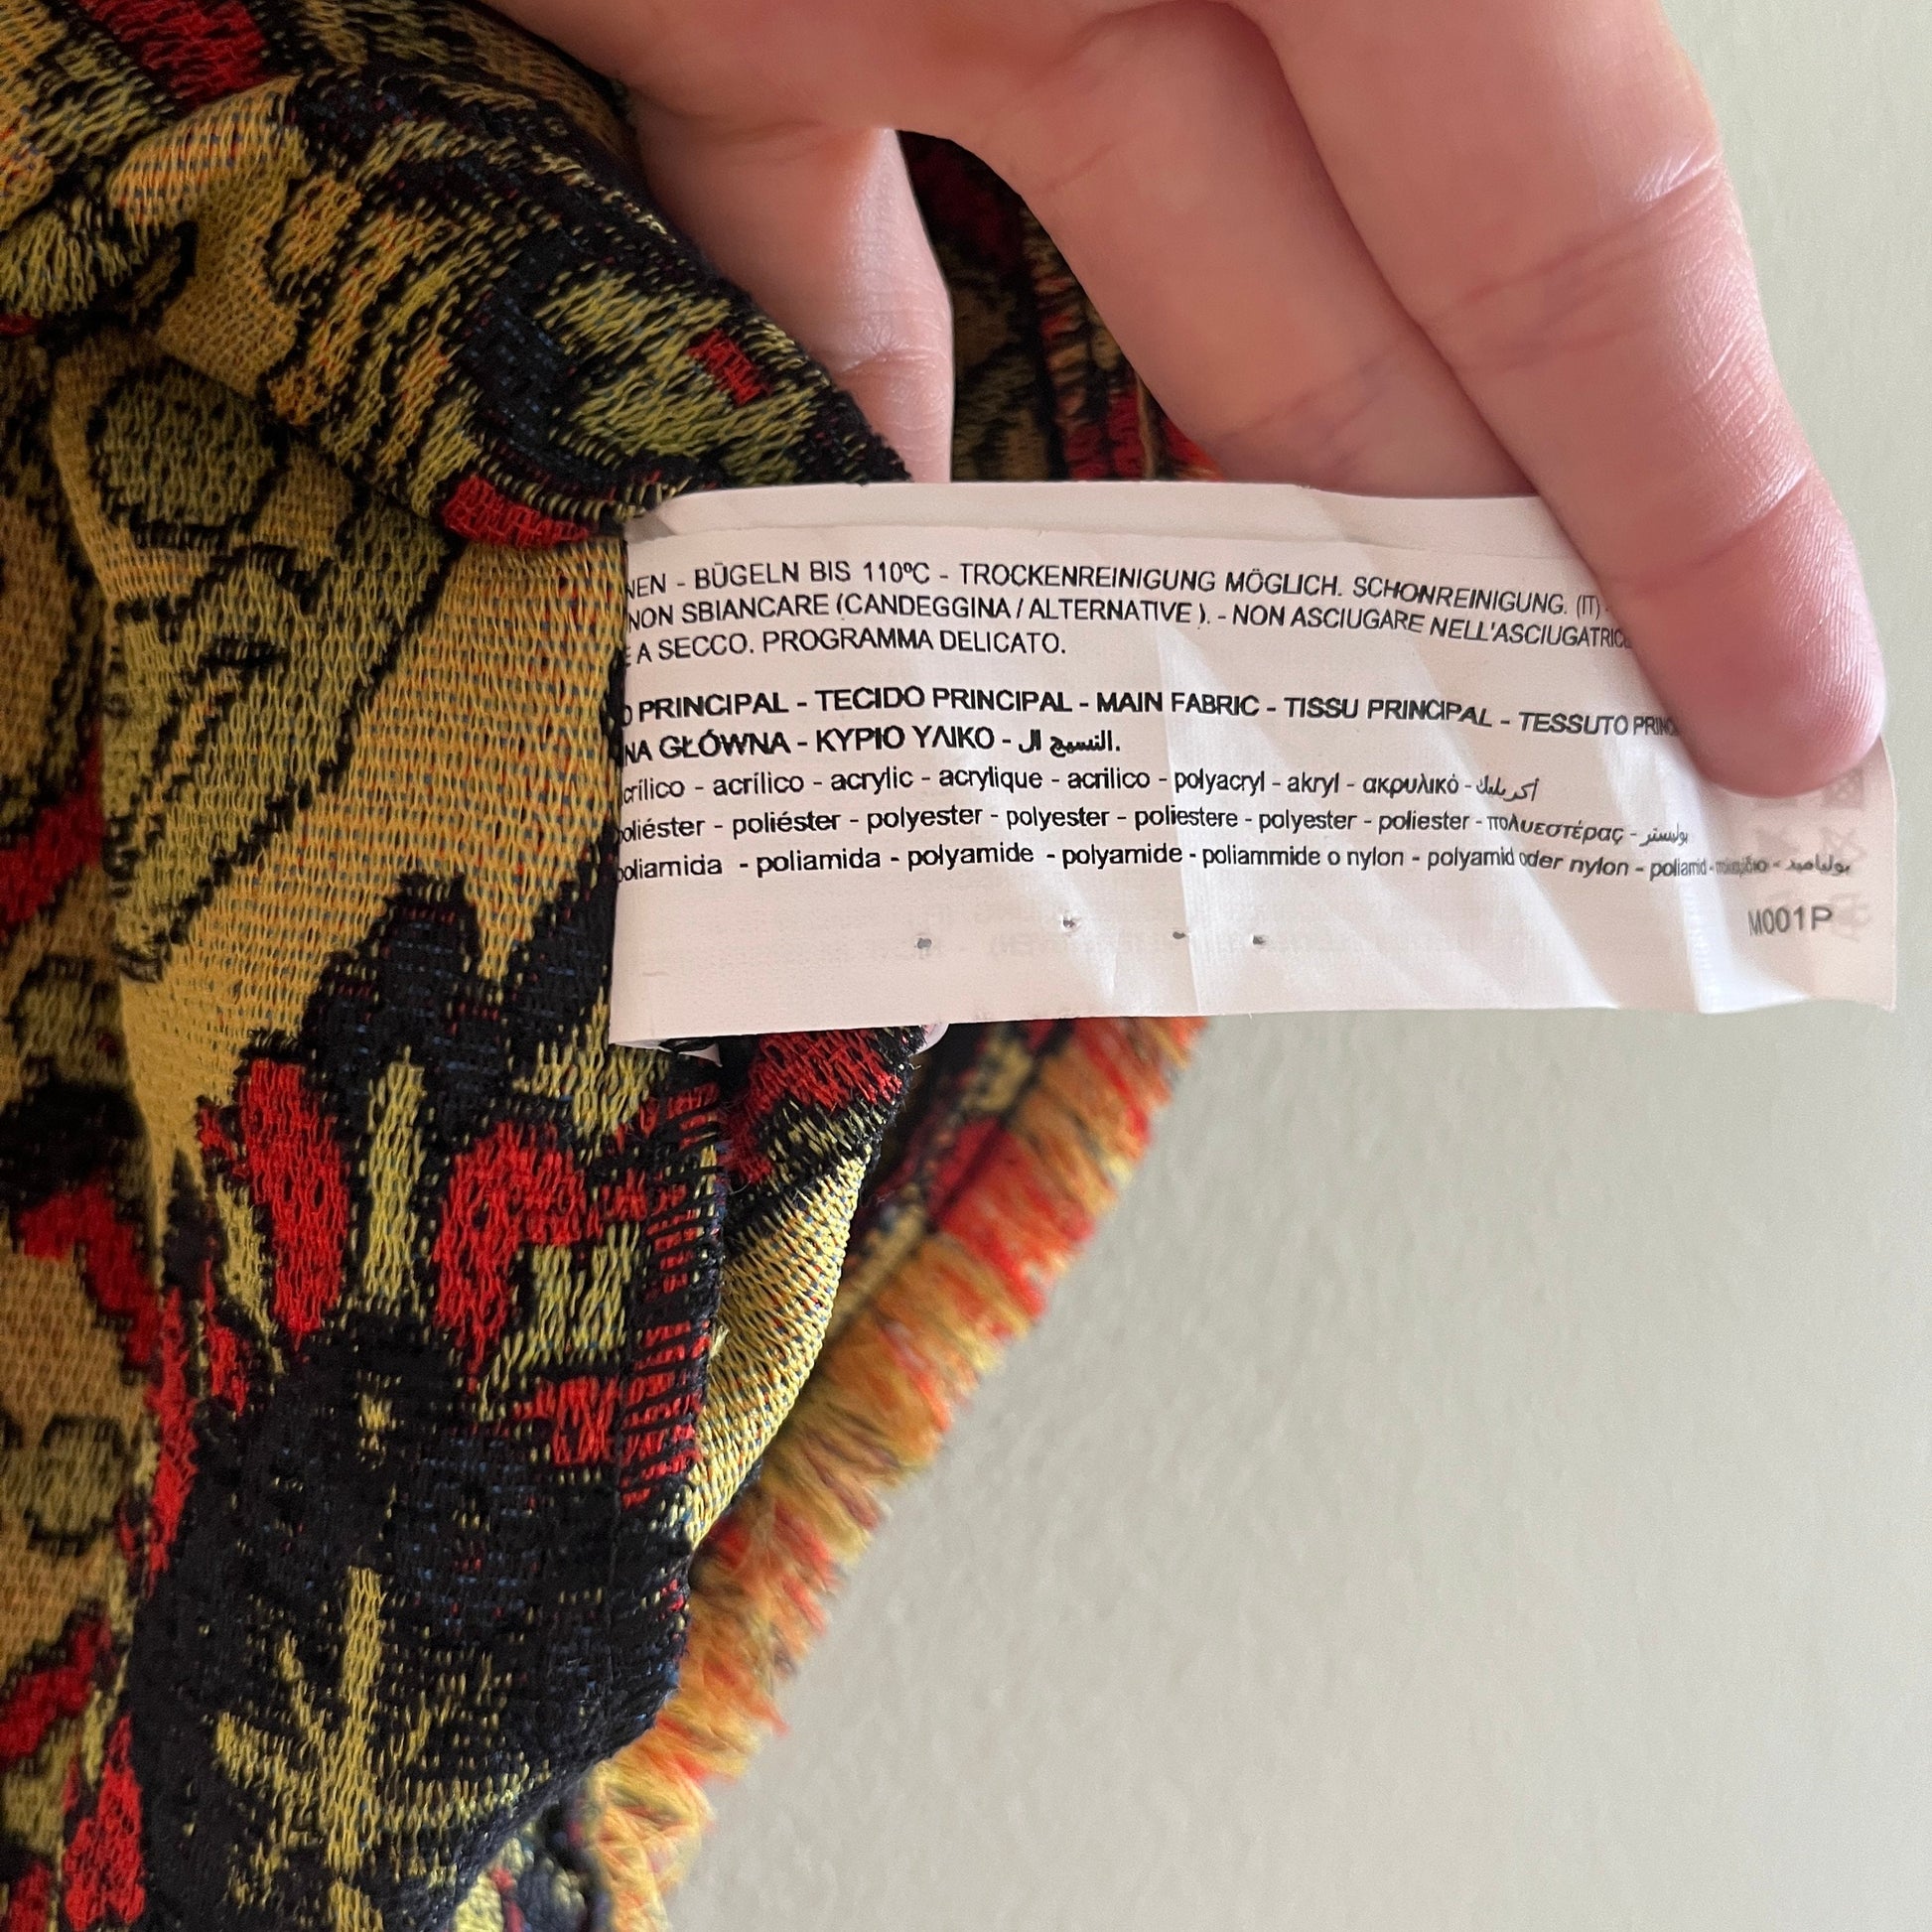 NEN - BÜGELN BIS 110ºC - TROCKENREINIGUNG MÖGLICH. SCHONREINIGUNG. (IT) -
NON SBIANCARE (CANDEGGINA / ALTERNATIVE ). - NON ASCIUGARE NELL'ASCIUGATRIC
E A SECCO. PROGRAMMA DELICATO.
O PRINCIPAL - TECIDO PRINCIPAL - MAIN FABRIC - TISSU PRINCIPAL - TESSUTO PRINC
NA GŁÓWNA - ΚΥΡΙΟ ΥΛΙΚΟ - النسيج ال.
crílico - acrílico - acrylic - acrylique - acrilico - polyacryl - akryl - ακρυλικό - أكريليك
poliéster - poliéster - polyester - polyester - poliestere - polyester - poliester - πολυεστέρας - بوليستر
poliamida - poliamida - polyamide - polyamide - poliammide o nylon - polyamid oder nylon - poliamid - بولياميد
M001P